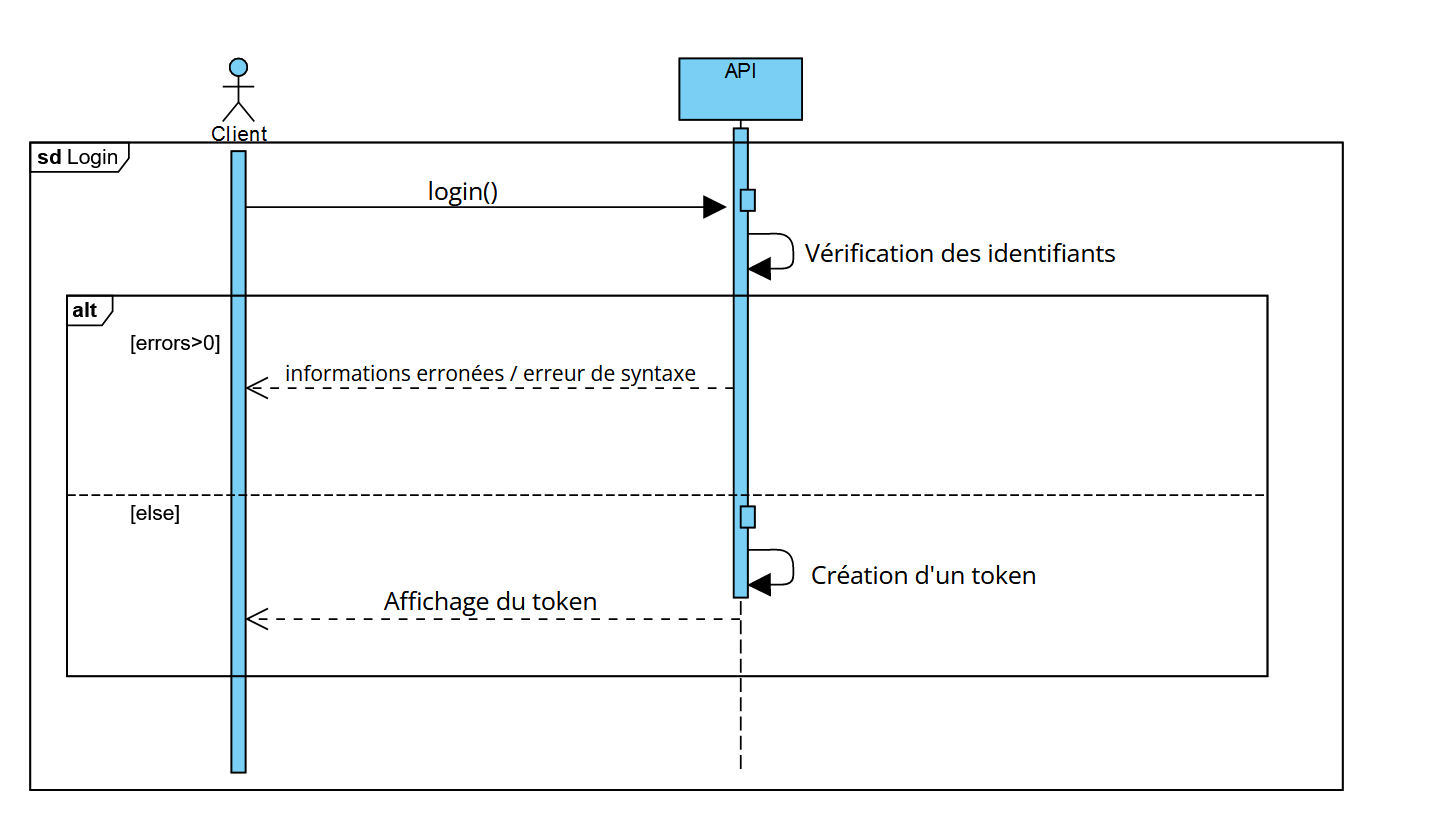 API
Client
sd Login
login()
Vérification des identifiants
alt
[errors>0]
informations erronées / erreur de syntaxe
[else]
Création d'un token
Affichage du token